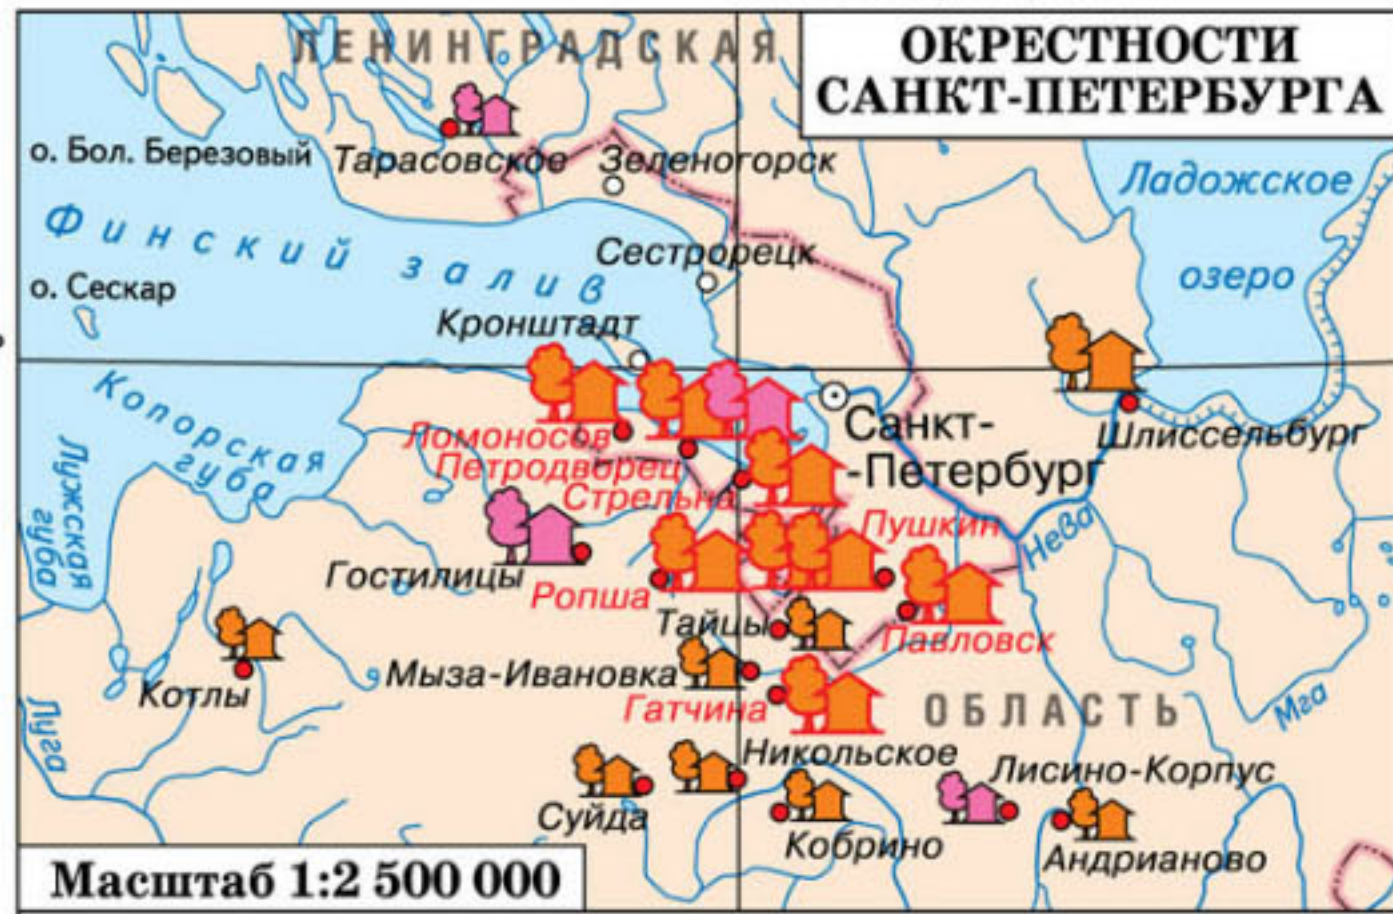 ЛЕНИНГРАДСКАЯ
ОКРЕСТНОСТИ
САНКТ-ПЕТЕРБУРГА
о. Бол. Березовый
Тарасовское
Зеленогорск
Ладожское
озеро
Финский залив
Сестрорецк
о. Сескар
Кронштадт
Копорская
губа
Лужская
губа
Ломоносов
Петродворец
Стрельна
Санкт-
-Петербург
Шлиссельбург
Пушкин
Нева
Гостилицы
Ропша
Тайцы
Павловск
Котлы
Мыза-Ивановка
Гатчина
ОБЛАСТЬ
Мга
Луга
Никольское
Лисино-Корпус
Суйда
Кобрино
Андрианово
Масштаб 1:2 500 000